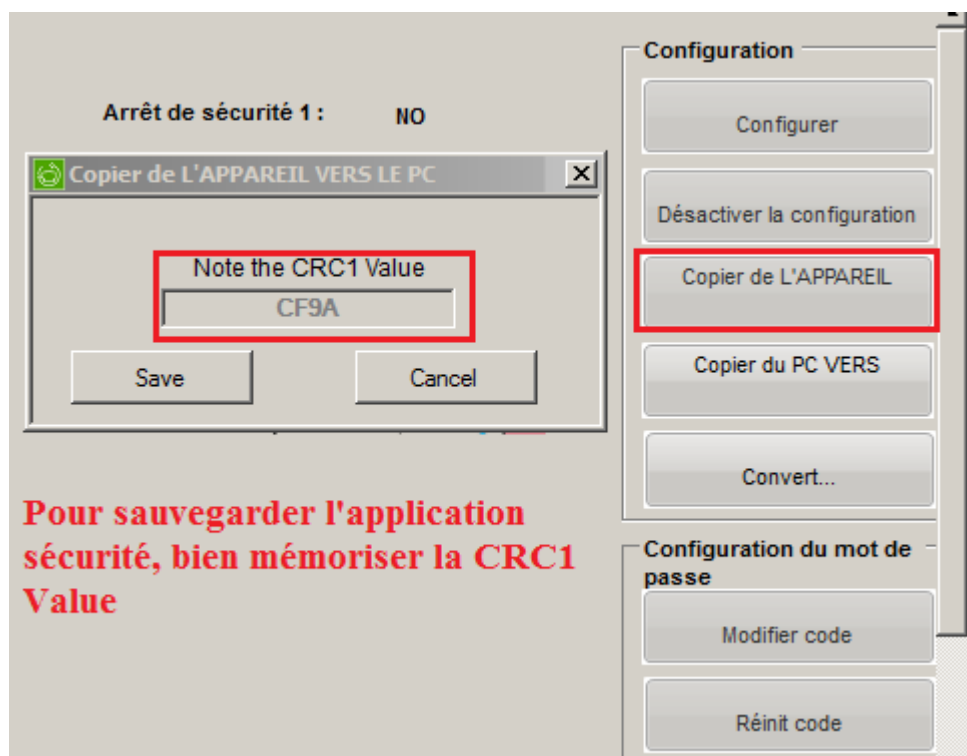 Configuration
Arrêt de sécurité 1 : NO
Configurer
Copier de L'APPAREIL VERS LE PC
Désactiver la configuration
Note the CRC1 Value
CF9A
Copier de L'APPAREIL
Save
Cancel
Copier du PC VERS
Convert...
Pour sauvegarder l'application
sécurité, bien mémoriser la CRC1
Value
Configuration du mot de
passe
Modifier code
Réinit code